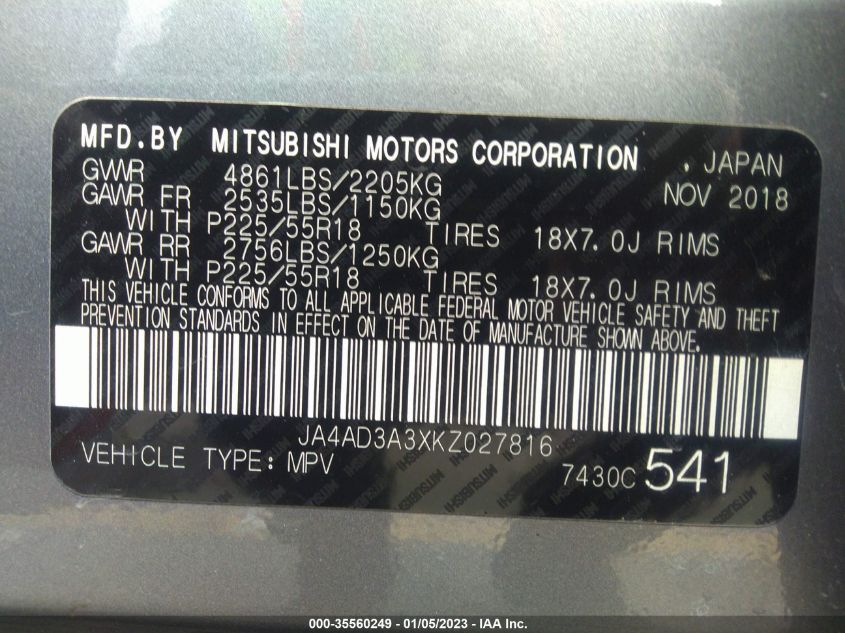 MFD.BY MITSUBISHI MOTORS CORPORATION . JAPAN
GVWR 4861LBS/2205KG NOV 2018
GAWR FR 2535LBS/1150KG
WITH P225/55R18 TIRES 18X7.0J RIMS
GAWR RR 2756LBS/1250KG
WITH P225/55R18 TIRES 18X7.0J RIMS
THIS VEHICLE CONFORMS TO ALL APPLICABLE FEDERAL MOTOR VEHICLE SAFETY AND THEFT
PREVENTION STANDARDS IN EFFECT ON THE DATE OF MANUFACTURE SHOWN ABOVE.
JA4AD3A3XKZ027816
VEHICLE TYPE: MPV 7430C 541
000-35560249 — 01/05/2023 — IAA Inc.